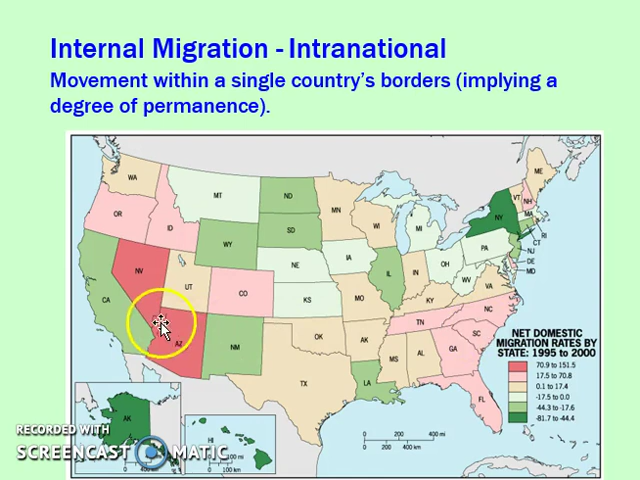 Internal Migration - Intranational
Movement within a single country's borders (implying a
degree of permanence).
WA
MT
ND
MN
ME
VT
NH
OR
ID
WY
SD
WI
MI
NY
MA
RI
CT
NJ
DE
MD
NV
UT
CO
NE
IA
IL
IN
OH
PA
WV
VA
CA
KS
MO
KY
NC
AZ
NM
OK
AK
TN
SC
TX
LA
MS
AL
GA
FL
AK
HI
NET DOMESTIC
MIGRATION RATES BY
STATE: 1995 to 2000
70.9 to 151.5
17.5 to 70.8
0.1 to 17.4
-17.5 to 0.0
-44.3 to -17.6
-81.7 to -44.4
0 200 400 mi
0 200 400 km
0 100 mi
0 100 km
RECORDED WITH
SCREENCAST MATIC